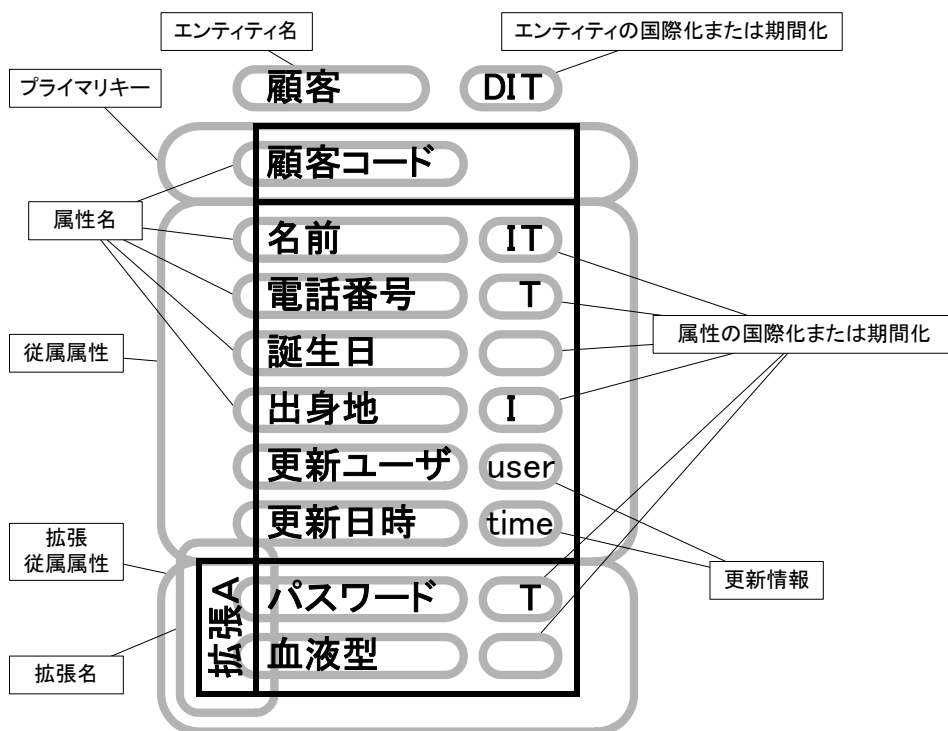 エンティティ名
エンティティの国際化または期間化
プライマリキー
顧客
DIT
顧客コード
属性名
名前
IT
電話番号
T
属性の国際化または期間化
従属属性
誕生日
出身地
I
更新ユーザ
user
更新日時
time
拡張
従属属性
更新情報
拡張A
パスワード
T
血液型
拡張名